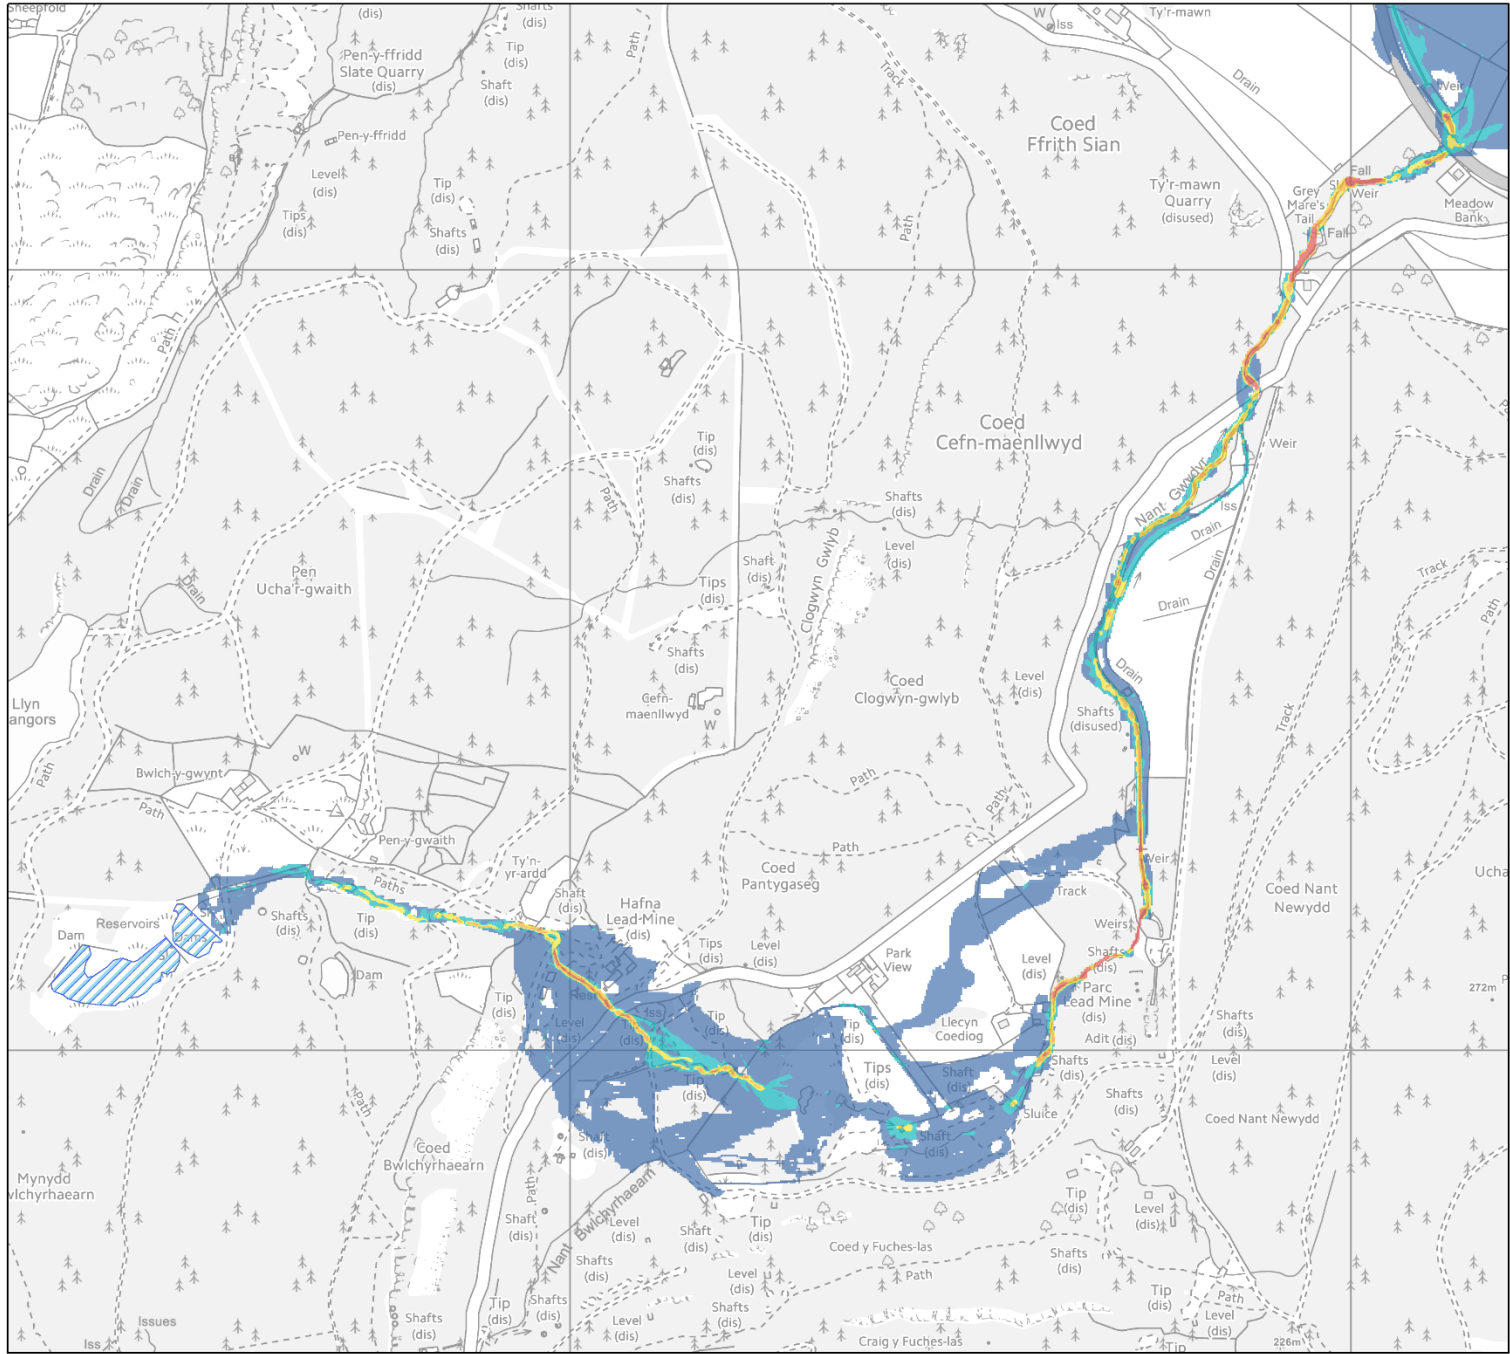 Sheepfold
(dis)
Shafts
(dis)
Pen-y-ffridd
Slate Quarry
(dis)
Tip
(dis)
Shaft
(dis)
Path
Track
W
Iss
Ty'r-mawn
Drain
Weir
Pen-y-ffridd
Level
(dis)
Tip
(dis)
Tips
(dis)
Shafts
(dis)
Coed
Ffrith Sian
Path
Ty'r-mawn
Quarry
(disused)
Grey
Mare's
Tail
Fall
Weir
Fall
Meadow
Bank
Path
Coed
Cefn-maenllwyd
Tip
(dis)
Shafts
(dis)
Drain
Drain
Path
Shafts
(dis)
Nant Gwydyr
Weir
Iss
Drain
Drain
Drain
Clogwyn Gwlyb
Level
(dis)
Shaft
(dis)
Tips
(dis)
Pen
Ucha'r-gwaith
Drain
Track
Path
Shafts
(dis)
Cefn-
maenllwyd
W
Coed
Clogwyn-gwlyb
Level
(dis)
Drain
Shafts
(disused)
Track
Llyn
angors
Path
Bwlch-y-gwynt
W
Path
Pen-y-gwaith
Paths
Ty'n-
yr-ardd
Path
Path
Path
Coed
Pantygaseg
Weir
Track
Coed Nant
Newydd
Ucha
Reservoirs
Dam
Dams
Shafts
(dis)
Tip
(dis)
Dam
Shaft
(dis)
Hafna
Lead Mine
(dis)
Tips
(dis)
Level
(dis)
Park
View
Weirs
Shafts
(dis)
Level
(dis)
Parc
Lead Mine
(dis)
Adit (dis)
272m
Tip
(dis)
Level
(dis)
Iss
Tip
(dis)
Tip
(dis)
Tip
(dis)
Tips
(dis)
Llecyn
Coediog
Shaft
(dis)
Shafts
(dis)
Shafts
(dis)
Shafts
(dis)
Level
(dis)
Shafts
(dis)
Sluice
Shaft
(dis)
Coed Nant Newydd
Path
Coed
Bwlchyrhaearn
Shaft
(dis)
Mynydd
wlchyrhaearn
Path
Nant Bwlchyrhaearn
Shaft
(dis)
Level
(dis)
Shaft
(dis)
Tip
(dis)
Tip
(dis)
Level
(dis)
Coed y Fuches-las
Shafts
(dis)
Path
Shafts
(dis)
Level
(dis)
Shafts
(dis)
Tip
(dis)
Shafts
(dis)
Shafts
(dis)
Level
(dis)
Tip
(dis)
Path
Level
(dis)
Issues
Iss
Craig y Fuches-las
Tip
226m